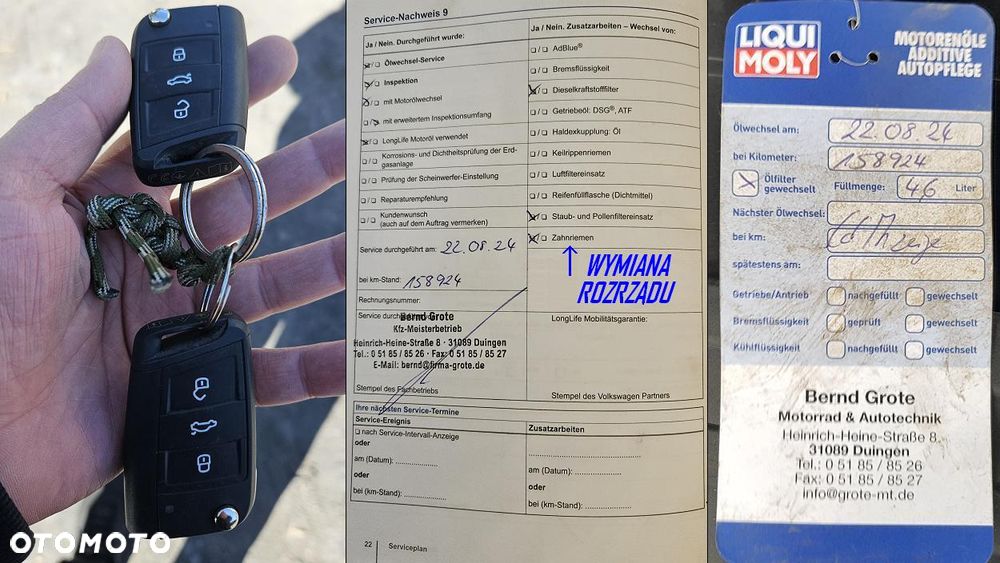 OTOMOTO
Service-Nachweis 9
Ja / Nein. Durchgeführt wurde:
Ölwechsel-Service
Inspektion
mit Motorölwechsel
mit erweitertem Inspektionsumfang
LongLife Motoröl verwendet
Korrosions- und Dichtheitsprüfung der Erd-
gasanlage
Prüfung der Scheinwerfer-Einstellung
Reparaturempfehlung
Kundenwunsch
(auch auf dem Auftrag vermerken)
Service durchgeführt am: 22.08.24
bei km-Stand: 158924
Rechnungsnummer:
Service
Bernd Grote
Kfz-Meisterbetrieb
Heinrich-Heine-Straße 8 · 31089 Duingen
Tel.: 0 51 85 / 85 26 · Fax: 0 51 85 / 85 27
E-Mail: bernd@firma-grote.de
Stempel des Fachbetriebs
Ja / Nein. Zusatzarbeiten – Wechsel von:
AdBlue®
Bremsflüssigkeit
Dieselkraftstofffilter
Getriebeöl: DSG®, ATF
Haldexkupplung: Öl
Keilrippenriemen
Luftfiltereinsatz
Reifenfüllflasche (Dichtmittel)
Staub- und Pollenfiltereinsatz
Zahnriemen
WYMIANA
ROZRZADU
LongLife Mobilitätsgarantie:
Stempel des Volkswagen Partners
Ihre nächsten Service-Termine
Service-Ereignis
nach Service-Intervall-Anzeige
oder
am (Datum):
oder
bei (km-Stand):
Zusatzarbeiten
am (Datum):
oder
bei (km-Stand):
22 Serviceplan
LIQUI
MOLY
MOTORENÖLE
ADDITIVE
AUTOPFLEGE
Ölwechsel am: 22.08.24
bei Kilometer: 158924
Ölfilter
gewechselt
Füllmenge: 4,6 Liter
Nächster Ölwechsel:
bei km:
spätestens am:
Getriebe/Antrieb nachgefüllt gewechselt
Bremsflüssigkeit geprüft gewechselt
Kühlflüssigkeit nachgefüllt gewechselt
Bernd Grote
Motorrad & Autotechnik
Heinrich-Heine-Straße 8
31089 Duingen
Tel.: 0 51 85 / 85 26
Fax: 0 51 85 / 85 27
info@grote-mt.de